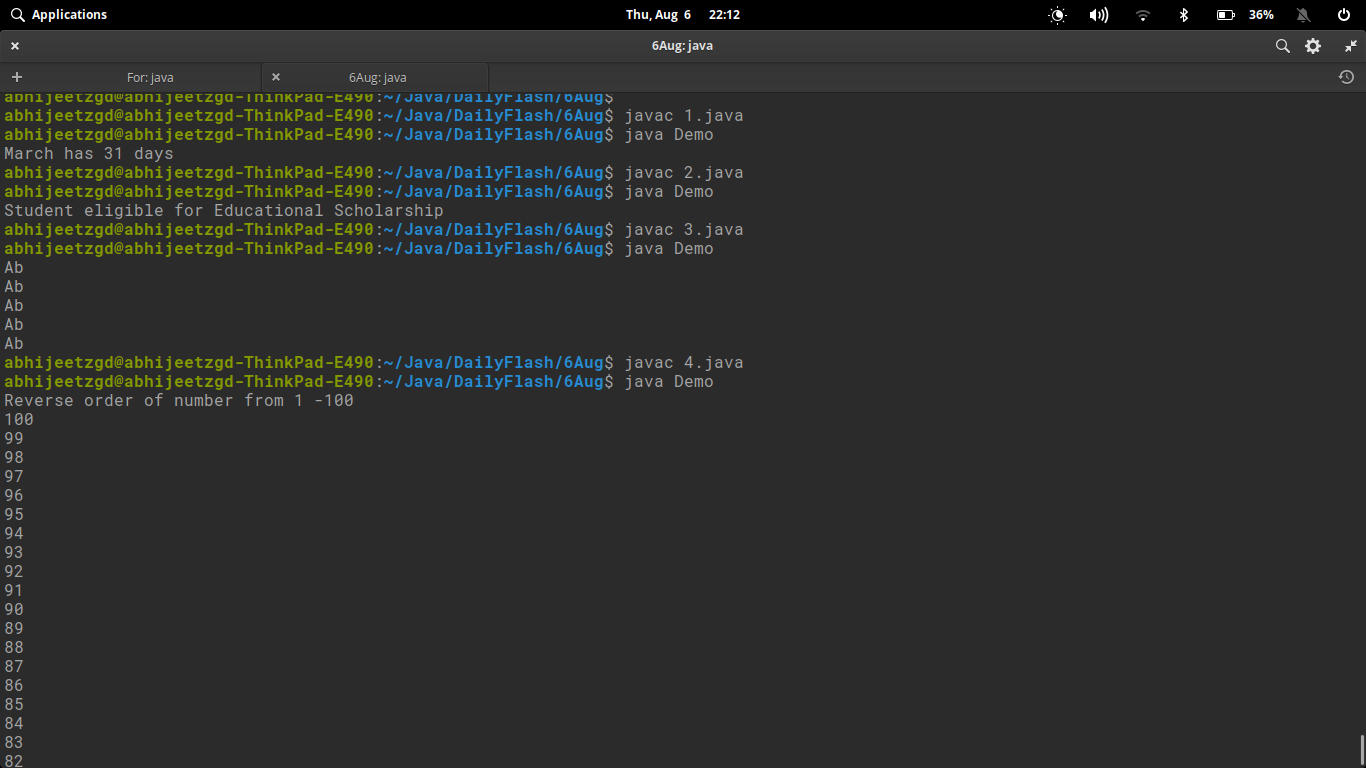 Applications
Thu, Aug 6 22:12
36%
6Aug: java
For: java
6Aug: java
abhijeetzgd@abhijeetzgd-ThinkPad-E490:~/Java/DailyFlash/6Aug$
abhijeetzgd@abhijeetzgd-ThinkPad-E490:~/Java/DailyFlash/6Aug$ javac 1.java
abhijeetzgd@abhijeetzgd-ThinkPad-E490:~/Java/DailyFlash/6Aug$ java Demo
March has 31 days
abhijeetzgd@abhijeetzgd-ThinkPad-E490:~/Java/DailyFlash/6Aug$ javac 2.java
abhijeetzgd@abhijeetzgd-ThinkPad-E490:~/Java/DailyFlash/6Aug$ java Demo
Student eligible for Educational Scholarship
abhijeetzgd@abhijeetzgd-ThinkPad-E490:~/Java/DailyFlash/6Aug$ javac 3.java
abhijeetzgd@abhijeetzgd-ThinkPad-E490:~/Java/DailyFlash/6Aug$ java Demo
Ab
Ab
Ab
Ab
Ab
abhijeetzgd@abhijeetzgd-ThinkPad-E490:~/Java/DailyFlash/6Aug$ javac 4.java
abhijeetzgd@abhijeetzgd-ThinkPad-E490:~/Java/DailyFlash/6Aug$ java Demo
Reverse order of number from 1 -100
100
99
98
97
96
95
94
93
92
91
90
89
88
87
86
85
84
83
82